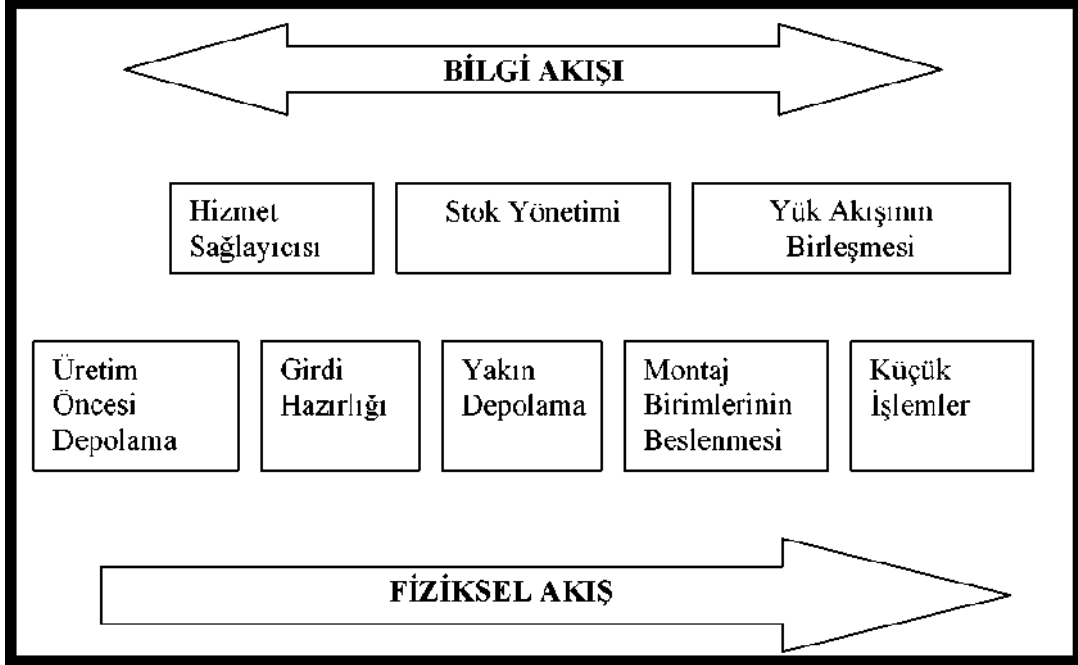 BİLGİ AKIŞI
Hizmet
Sağlayıcısı
Stok Yönetimi
Yük Akışının
Birleşmesi
Üretim
Öncesi
Depolama
Girdi
Hazırlığı
Yakın
Depolama
Montaj
Birimlerinin
Beslenmesi
Küçük
İşlemler
FİZİKSEL AKIŞ